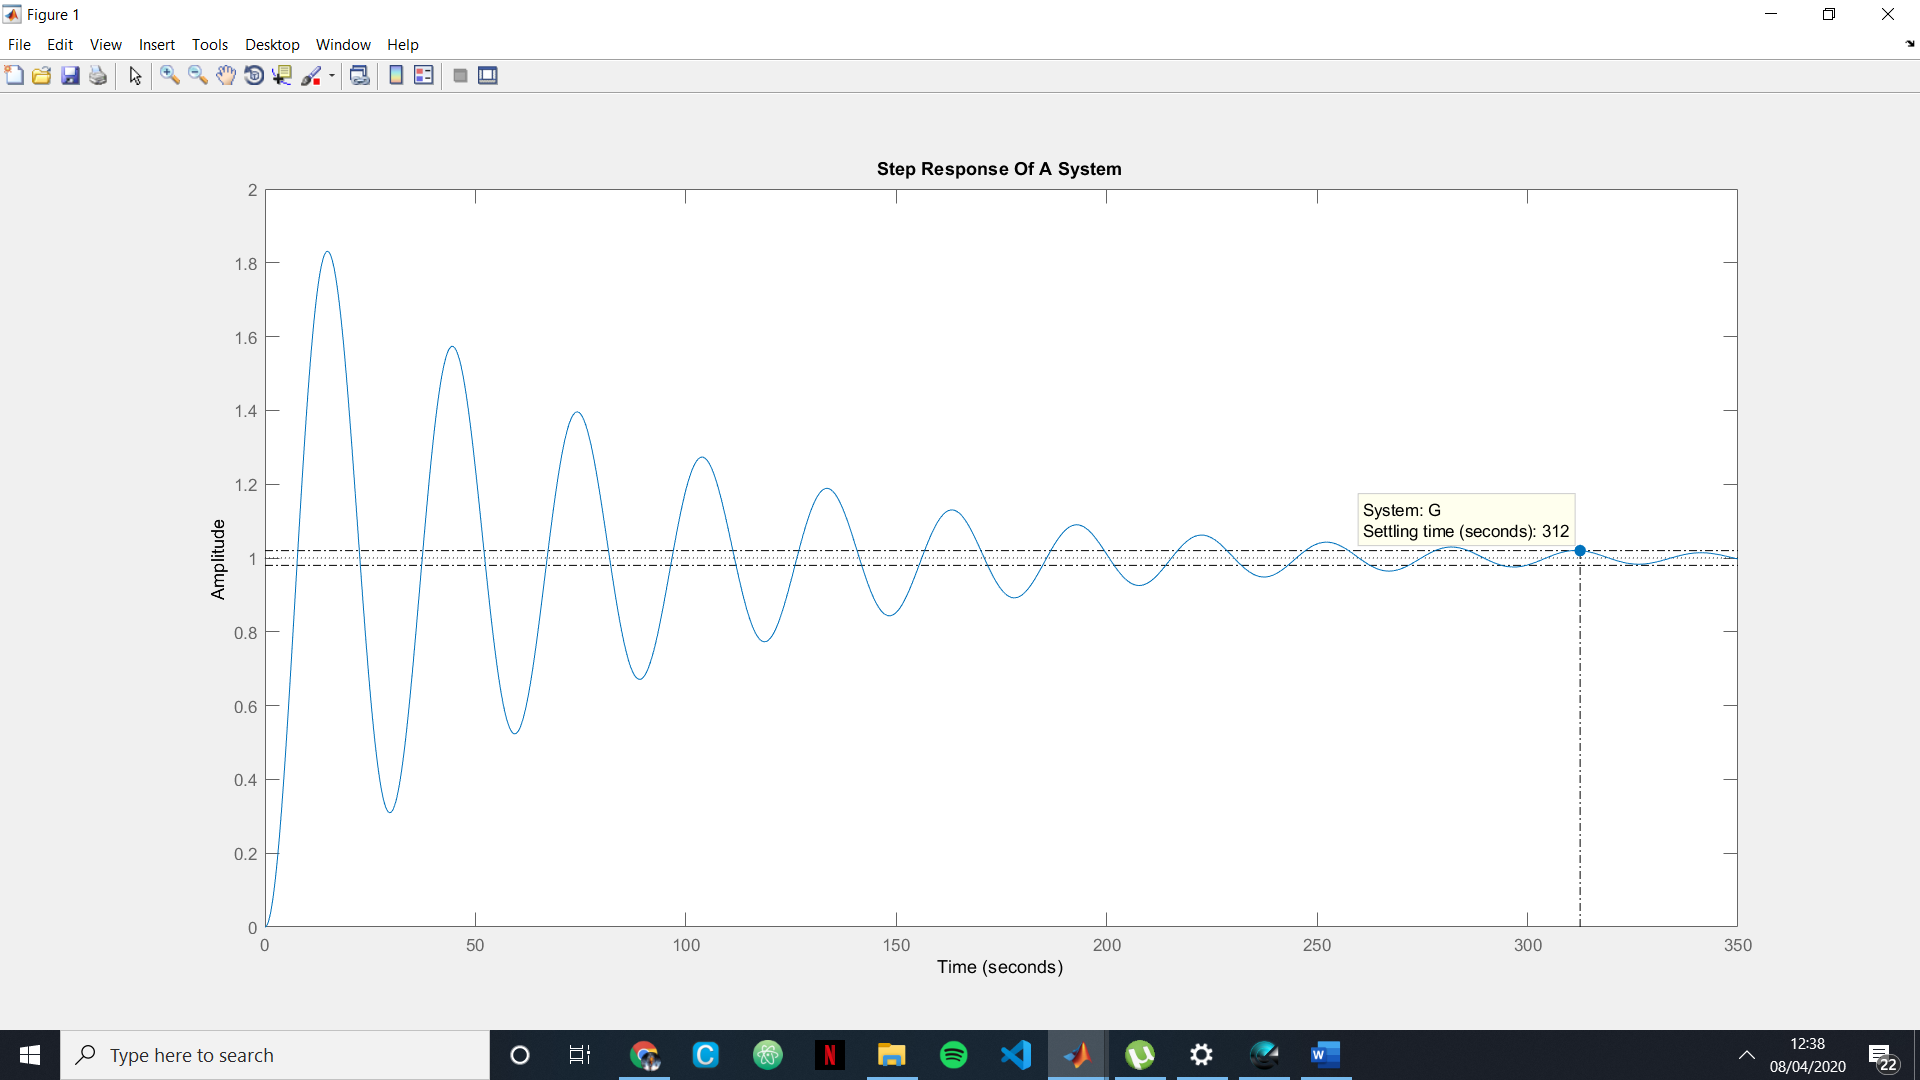 Figure 1
File Edit View Insert Tools Desktop Window Help
Step Response Of A System
2
1.8
1.6
1.4
1.2
1
0.8
0.6
0.4
0.2
0
Amplitude
System: G
Settling time (seconds): 312
0 50 100 150 200 250 300 350
Time (seconds)
Type here to search
C
N
W
12:38
08/04/2020
22